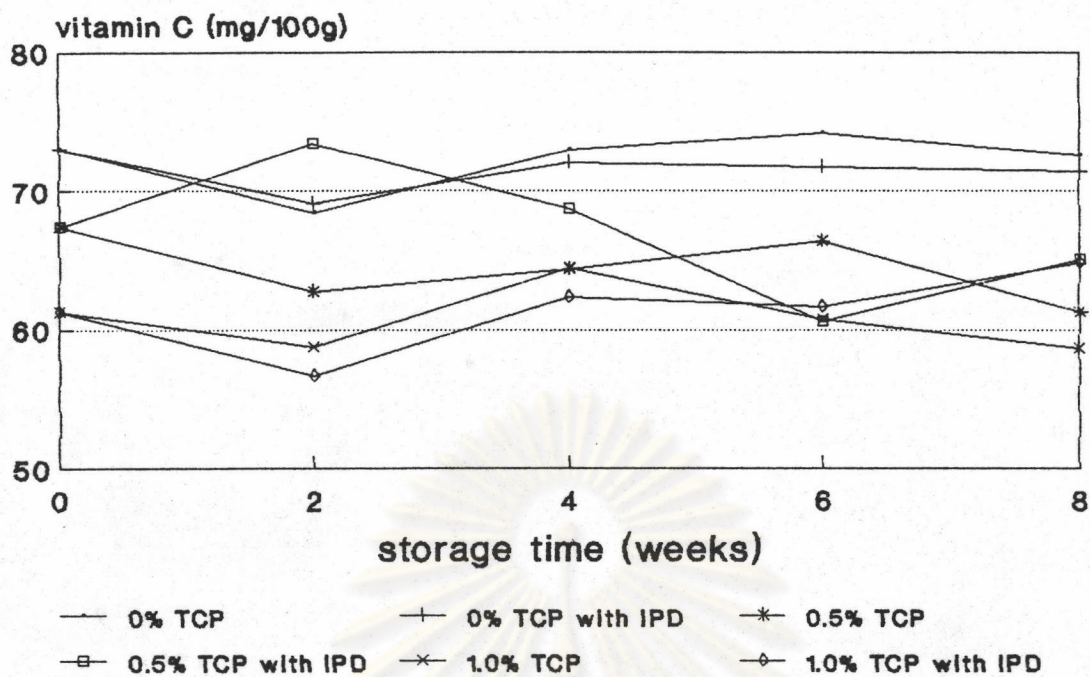 vitamin C (mg/100g)
80
70
60
50
0 2 4 6 8
storage time (weeks)
0% TCP 0% TCP with IPD 0.5% TCP
0.5% TCP with IPD 1.0% TCP 1.0% TCP with IPD